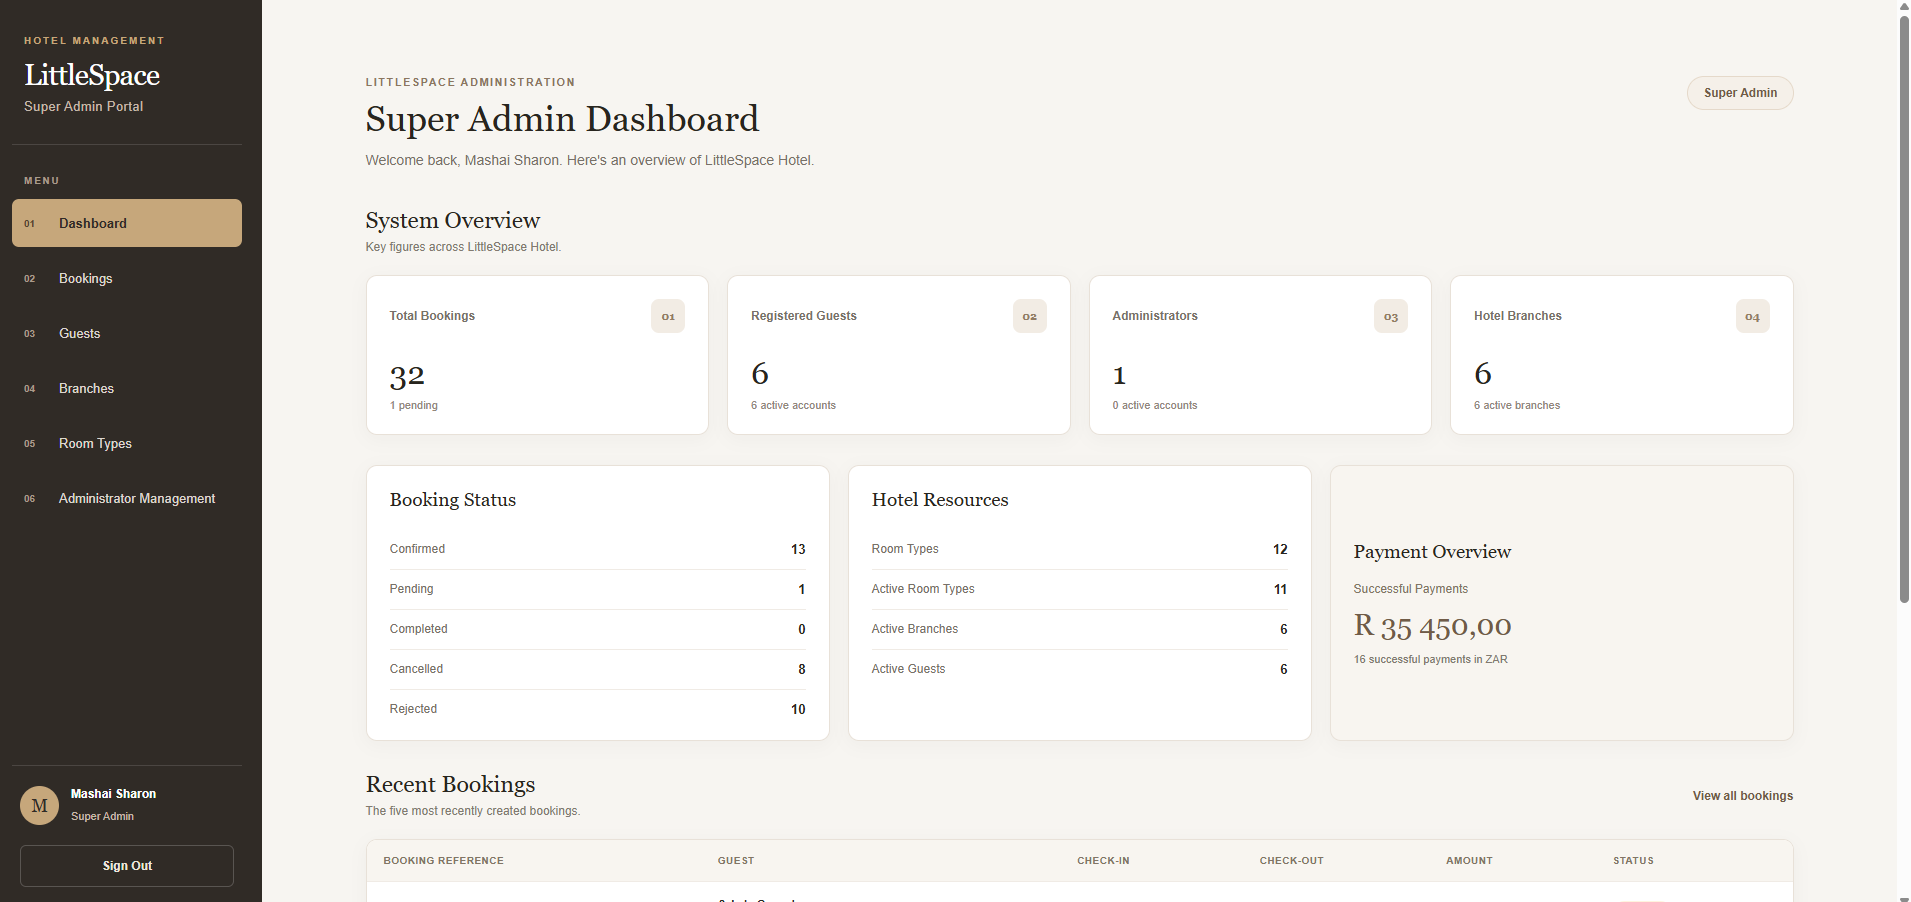 HOTEL MANAGEMENT
LittleSpace
Super Admin Portal
MENU
01 Dashboard
02 Bookings
03 Guests
04 Branches
05 Room Types
06 Administrator Management
M
Mashai Sharon
Super Admin
Sign Out
LITTLESPACE ADMINISTRATION
Super Admin Dashboard
Welcome back, Mashai Sharon. Here's an overview of LittleSpace Hotel.
Super Admin
System Overview
Key figures across LittleSpace Hotel.
Total Bookings 01
32
1 pending
Registered Guests 02
6
6 active accounts
Administrators 03
1
0 active accounts
Hotel Branches 04
6
6 active branches
Booking Status
Confirmed 13
Pending 1
Completed 0
Cancelled 8
Rejected 10
Hotel Resources
Room Types 12
Active Room Types 11
Active Branches 6
Active Guests 6
Payment Overview
Successful Payments
R 35 450,00
16 successful payments in ZAR
Recent Bookings
The five most recently created bookings.
View all bookings
BOOKING REFERENCE GUEST CHECK-IN CHECK-OUT AMOUNT STATUS